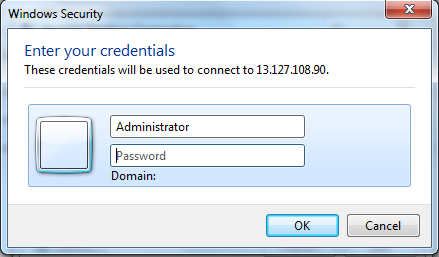 Windows Security
Enter your credentials
These credentials will be used to connect to 13.127.108.90.
Administrator
Password
Domain:
OK Cancel